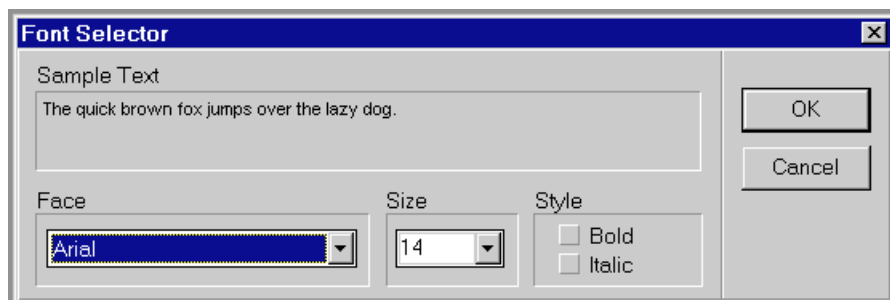 Font Selector
Sample Text
The quick brown fox jumps over the lazy dog.
OK
Cancel
Face
Size
Style
Arial
14
Bold
Italic